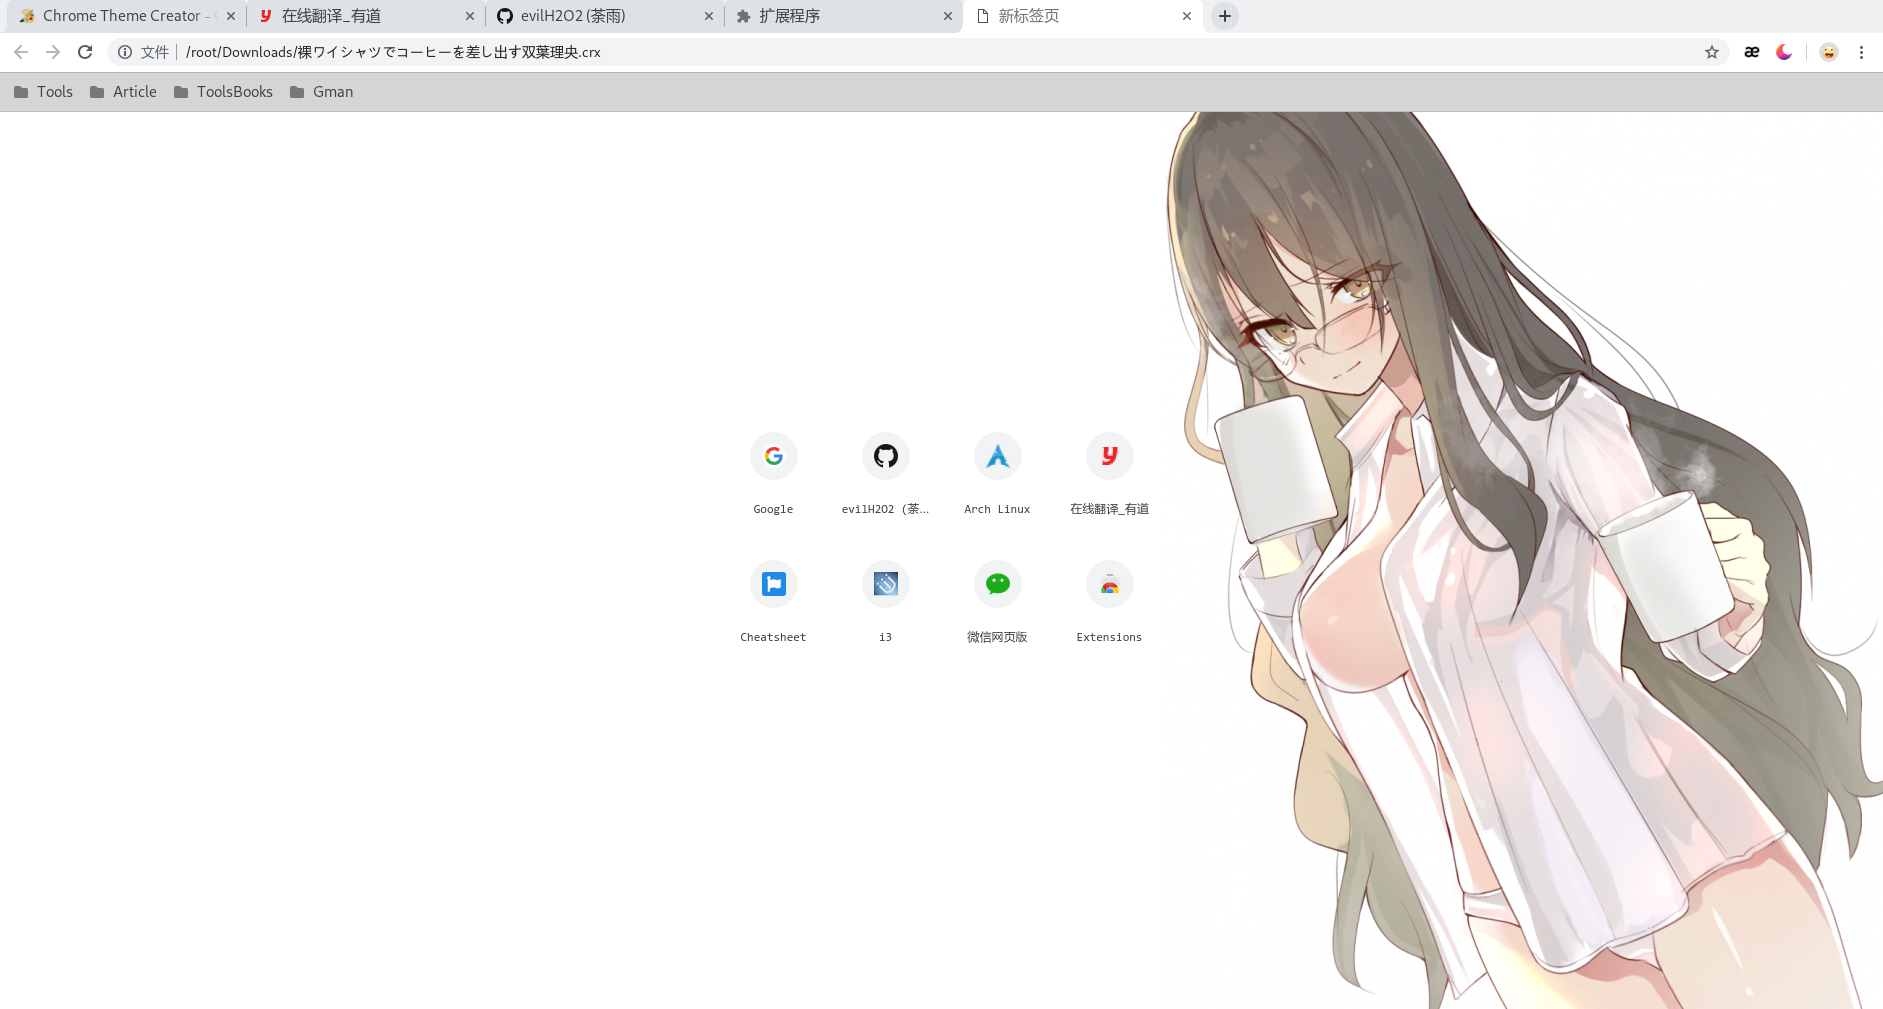 Chrome Theme Creator -
在线翻译_有道
evilH2O2 (荼雨)
扩展程序
新标签页
文件 /root/Downloads/裸ワイシャツでコーヒーを差し出す双葉理央.crx
Tools
Article
ToolsBooks
Gman
Google
evilH2O2 (荼...
Arch Linux
在线翻译_有道
Cheatsheet
i3
微信网页版
Extensions